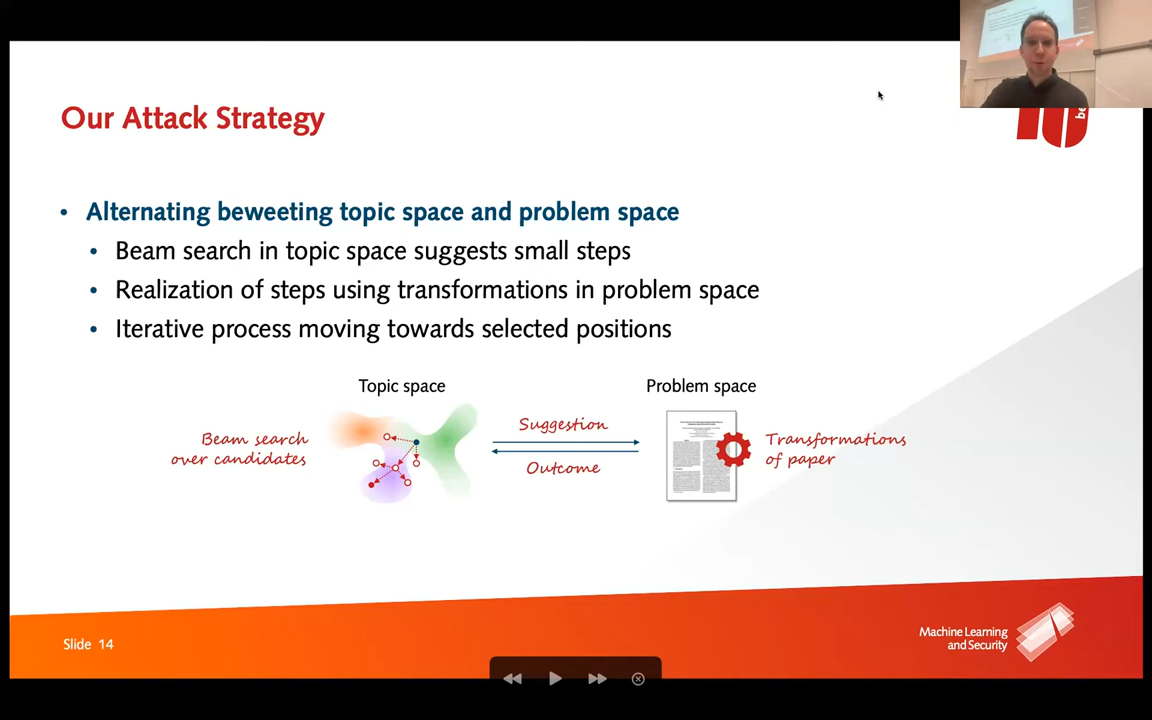 Our Attack Strategy
be
• Alternating beweeting topic space and problem space
• Beam search in topic space suggests small steps
• Realization of steps using transformations in problem space
• Iterative process moving towards selected positions
Topic space
Problem space
Beam search
over candidates
Suggestion
Outcome
Transformations
of paper
Slide 14
Machine Learning
and Security